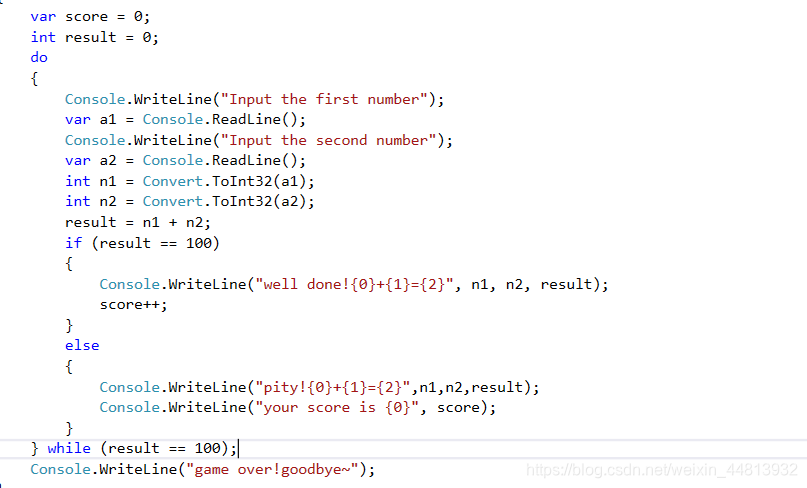 var score = 0;
int result = 0;
do
{
    Console.WriteLine("Input the first number");
    var a1 = Console.ReadLine();
    Console.WriteLine("Input the second number");
    var a2 = Console.ReadLine();
    int n1 = Convert.ToInt32(a1);
    int n2 = Convert.ToInt32(a2);
    result = n1 + n2;
    if (result == 100)
    {
        Console.WriteLine("well done!{0}+{1}={2}", n1, n2, result);
        score++;
    }
    else
    {
        Console.WriteLine("pity!{0}+{1}={2}",n1,n2,result);
        Console.WriteLine("your score is {0}", score);
    }
} while (result == 100);
Console.WriteLine("game over!goodbye~");
https://blog.csdn.net/weixin_44813932